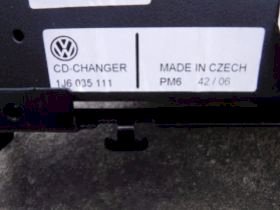 CD-CHANGER
1J6 035 111
MADE IN CZECH
PM6 42/06